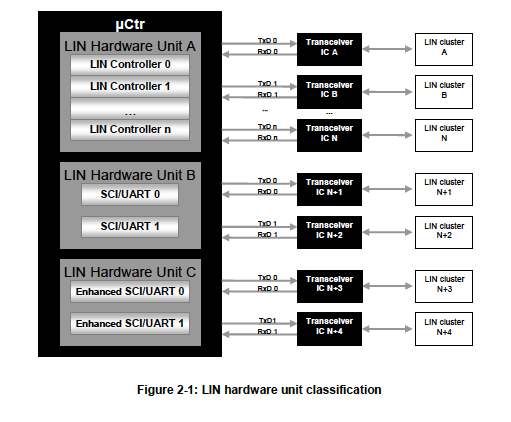 µCtr
LIN Hardware Unit A
LIN Controller 0
LIN Controller 1
...
LIN Controller n
TxD 0
RxD 0
Transceiver
IC A
LIN cluster
A
TxD 1
RxD 1
Transceiver
IC B
LIN cluster
B
...
...
TxD n
RxD n
Transceiver
IC N
LIN cluster
N
LIN Hardware Unit B
SCI/UART 0
SCI/UART 1
TxD 0
RxD 0
Transceiver
IC N+1
LIN cluster
N+1
TxD 1
RxD 1
Transceiver
IC N+2
LIN cluster
N+2
LIN Hardware Unit C
Enhanced SCI/UART 0
Enhanced SCI/UART 1
TxD 0
RxD 0
Transceiver
IC N+3
LIN cluster
N+3
TxD1
RxD 1
Transceiver
IC N+4
LIN cluster
N+4
Figure 2-1: LIN hardware unit classification